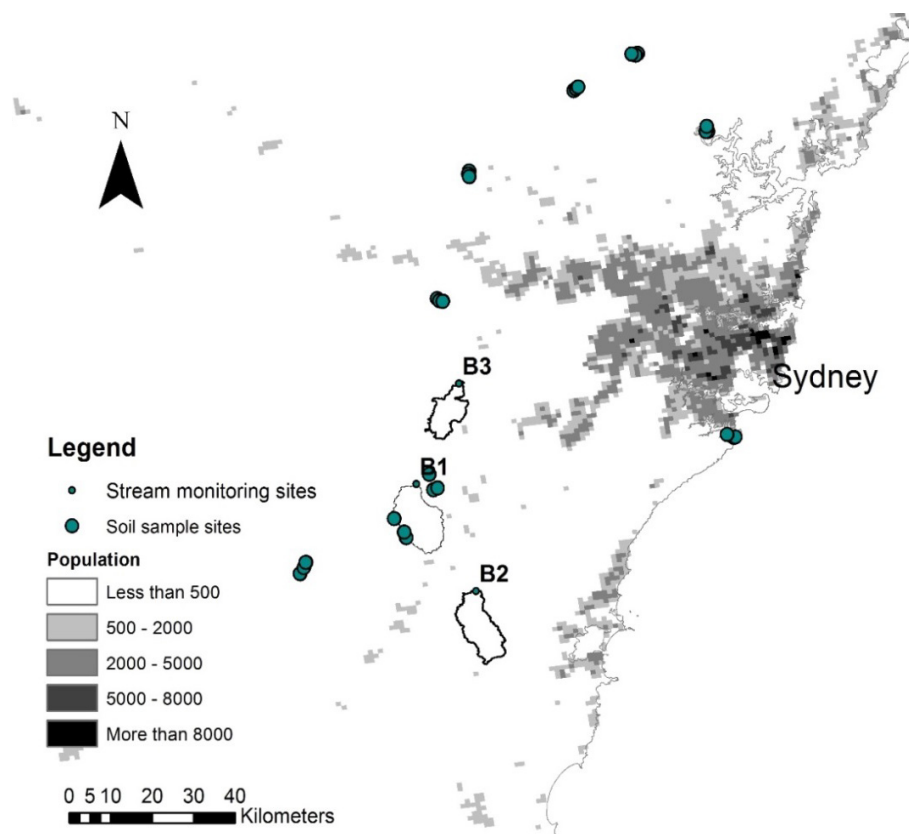 N
B3
Sydney
B1
B2
Legend
Stream monitoring sites
Soil sample sites
Population
Less than 500
500 - 2000
2000 - 5000
5000 - 8000
More than 8000
0 5 10 20 30 40
Kilometers